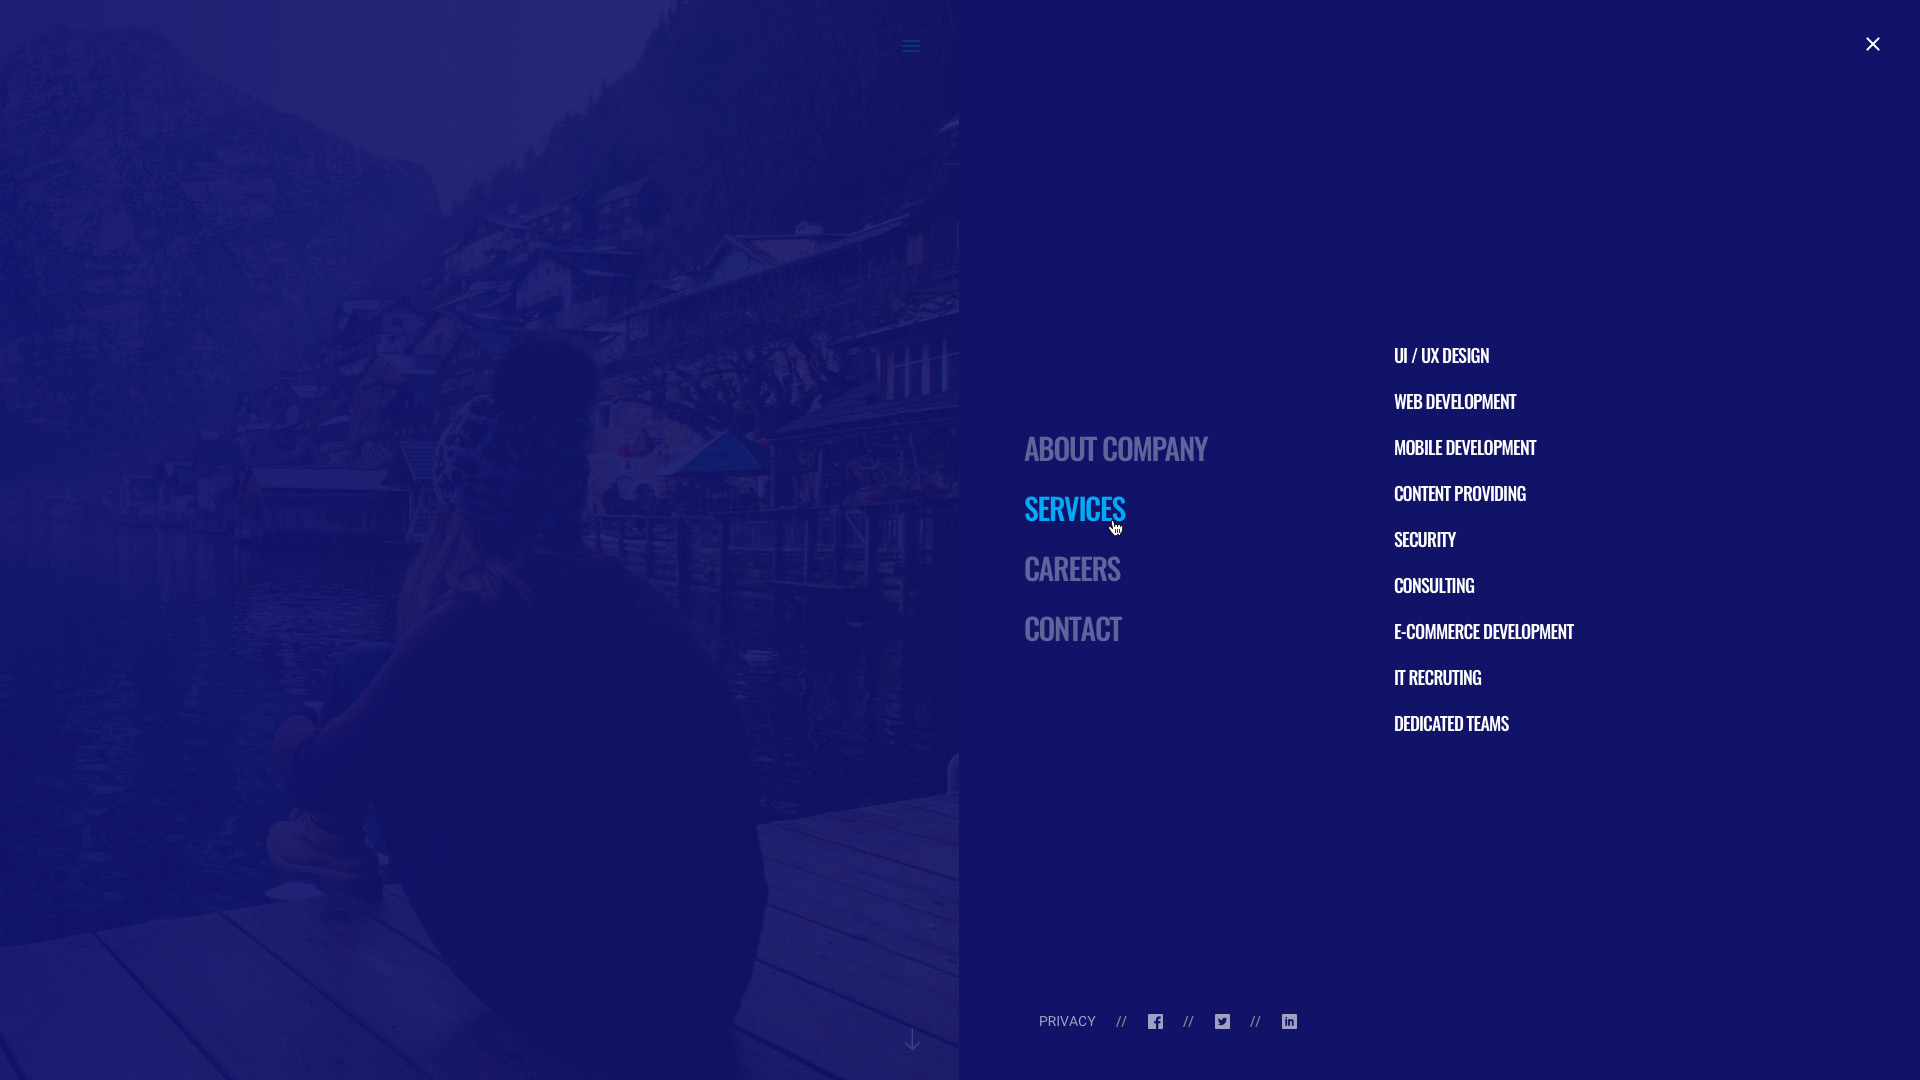 ABOUT COMPANY
SERVICES
CAREERS
CONTACT
UI / UX DESIGN
WEB DEVELOPMENT
MOBILE DEVELOPMENT
CONTENT PROVIDING
SECURITY
CONSULTING
E-COMMERCE DEVELOPMENT
IT RECRUTING
DEDICATED TEAMS
PRIVACY // // //